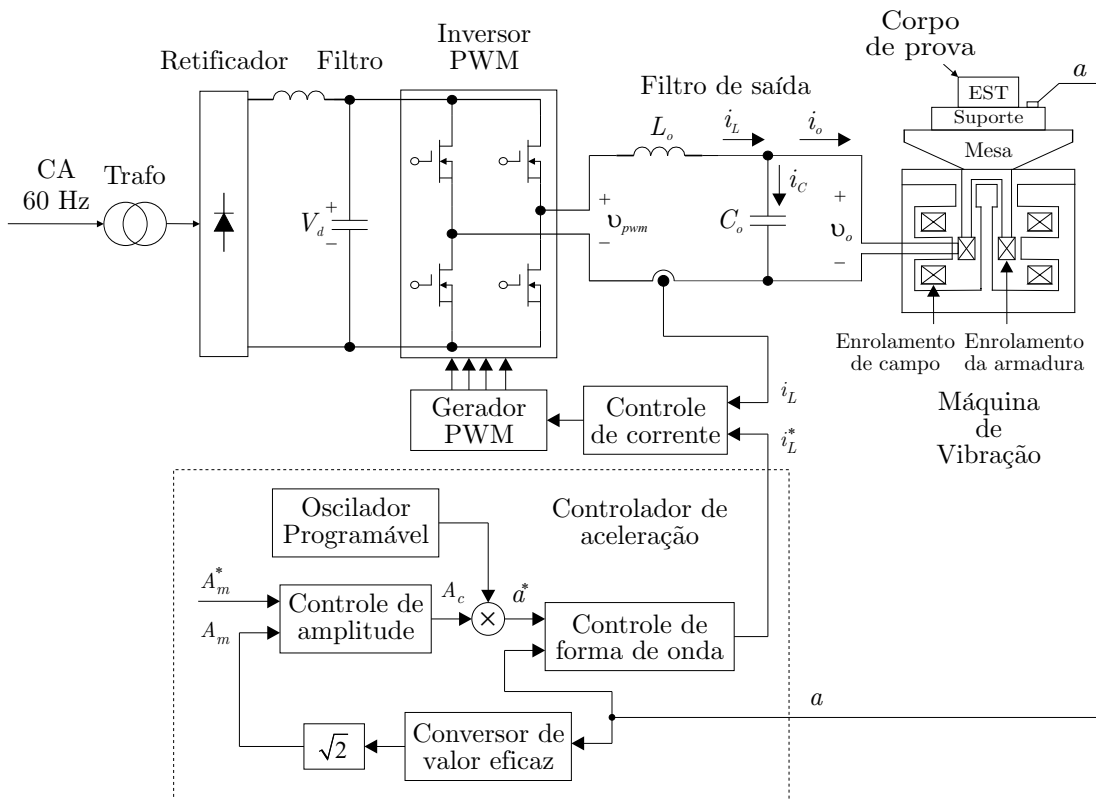 Corpo
de prova
a
EST
Suporte
Mesa
Inversor
PWM
Retificador
Filtro
Filtro de saída
L_o
i_L
i_o
CA
60 Hz
Trafo
V_d
+
−
+
υ_pwm
−
C_o
i_C
+
υ_o
−
Enrolamento
de campo
Enrolamento
da armadura
Máquina
de
Vibração
Gerador
PWM
Controle
de corrente
i_L
i_L^*
Oscilador
Programável
Controlador de
aceleração
A_m^*
A_m
Controle de
amplitude
A_c
×
a^*
Controle de
forma de onda
a
√2
Conversor de
valor eficaz